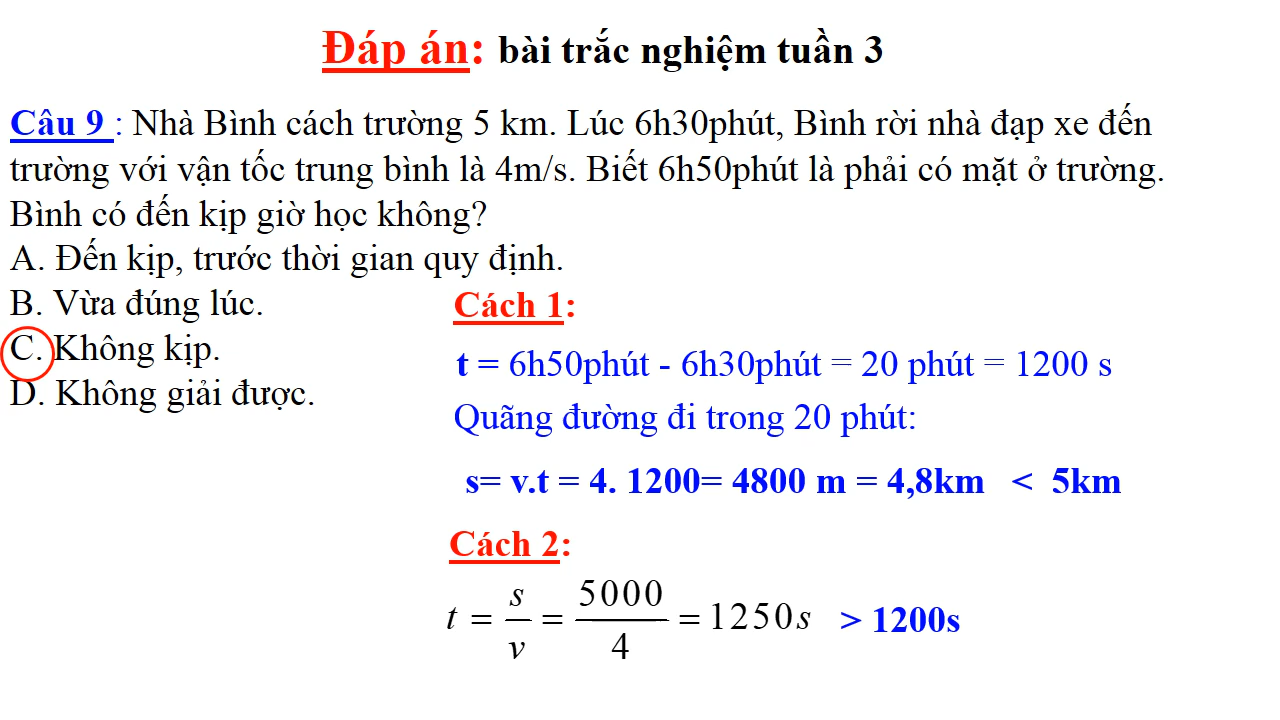 Đáp án: bài trắc nghiệm tuần 3
Câu 9 : Nhà Bình cách trường 5 km. Lúc 6h30phút, Bình rời nhà đạp xe đến
trường với vận tốc trung bình là 4m/s. Biết 6h50phút là phải có mặt ở trường.
Bình có đến kịp giờ học không?
A. Đến kịp, trước thời gian quy định.
B. Vừa đúng lúc.
C. Không kịp.
D. Không giải được.
Cách 1:
t = 6h50phút - 6h30phút = 20 phút = 1200 s
Quãng đường đi trong 20 phút:
s= v.t = 4. 1200= 4800 m = 4,8km < 5km
Cách 2:
t = s/v = 5000/4 = 1250s > 1200s